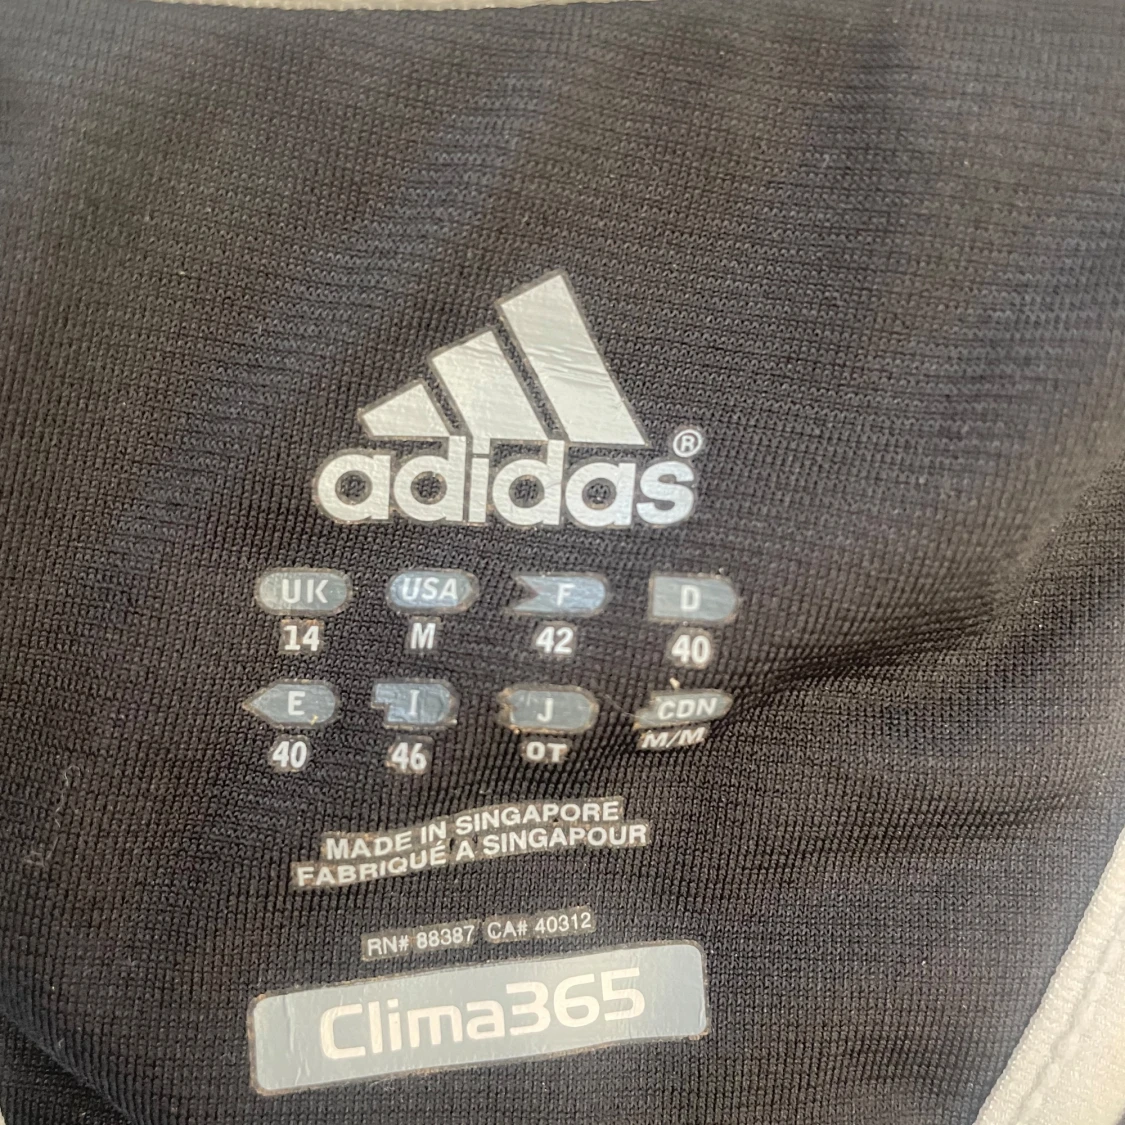 adidas®
UK USA F D
14 M 42 40
E I J CDN
40 46 OT M/M
MADE IN SINGAPORE
FABRIQUÉ A SINGAPOUR
RN# 88387 CA# 40312
Clima365